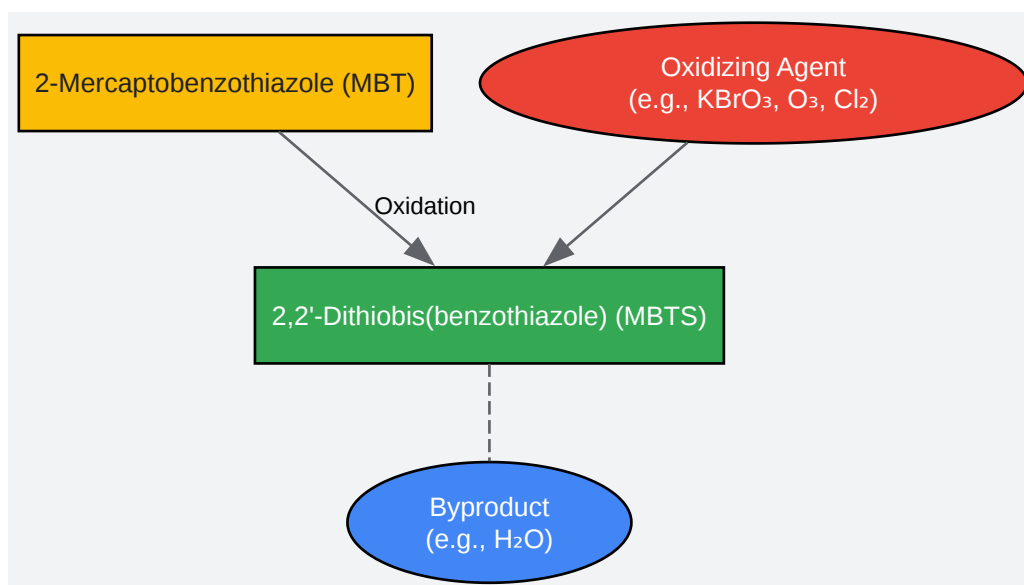 2-Mercaptobenzothiazole (MBT)
Oxidizing Agent
(e.g., KBrO₃, O₃, Cl₂)
Oxidation
2,2'-Dithiobis(benzothiazole) (MBTS)
Byproduct
(e.g., H₂O)